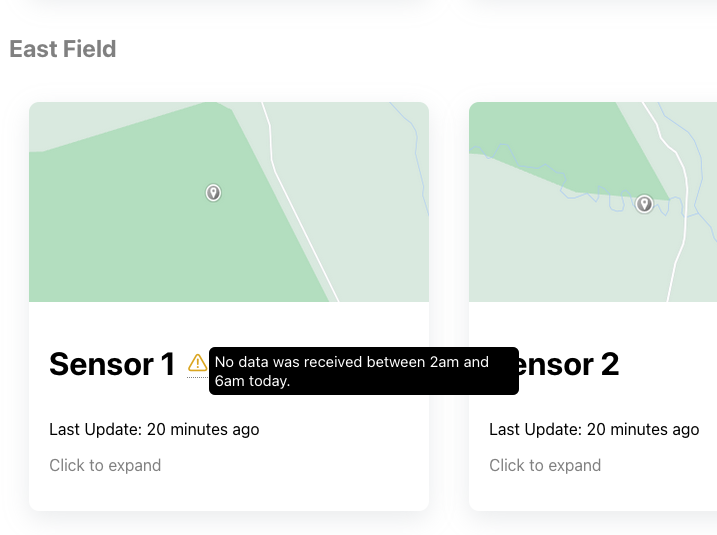 East Field
Sensor 1
No data was received between 2am and
6am today.
Last Update: 20 minutes ago
Click to expand
ensor 2
Last Update: 20 minutes ago
Click to expand